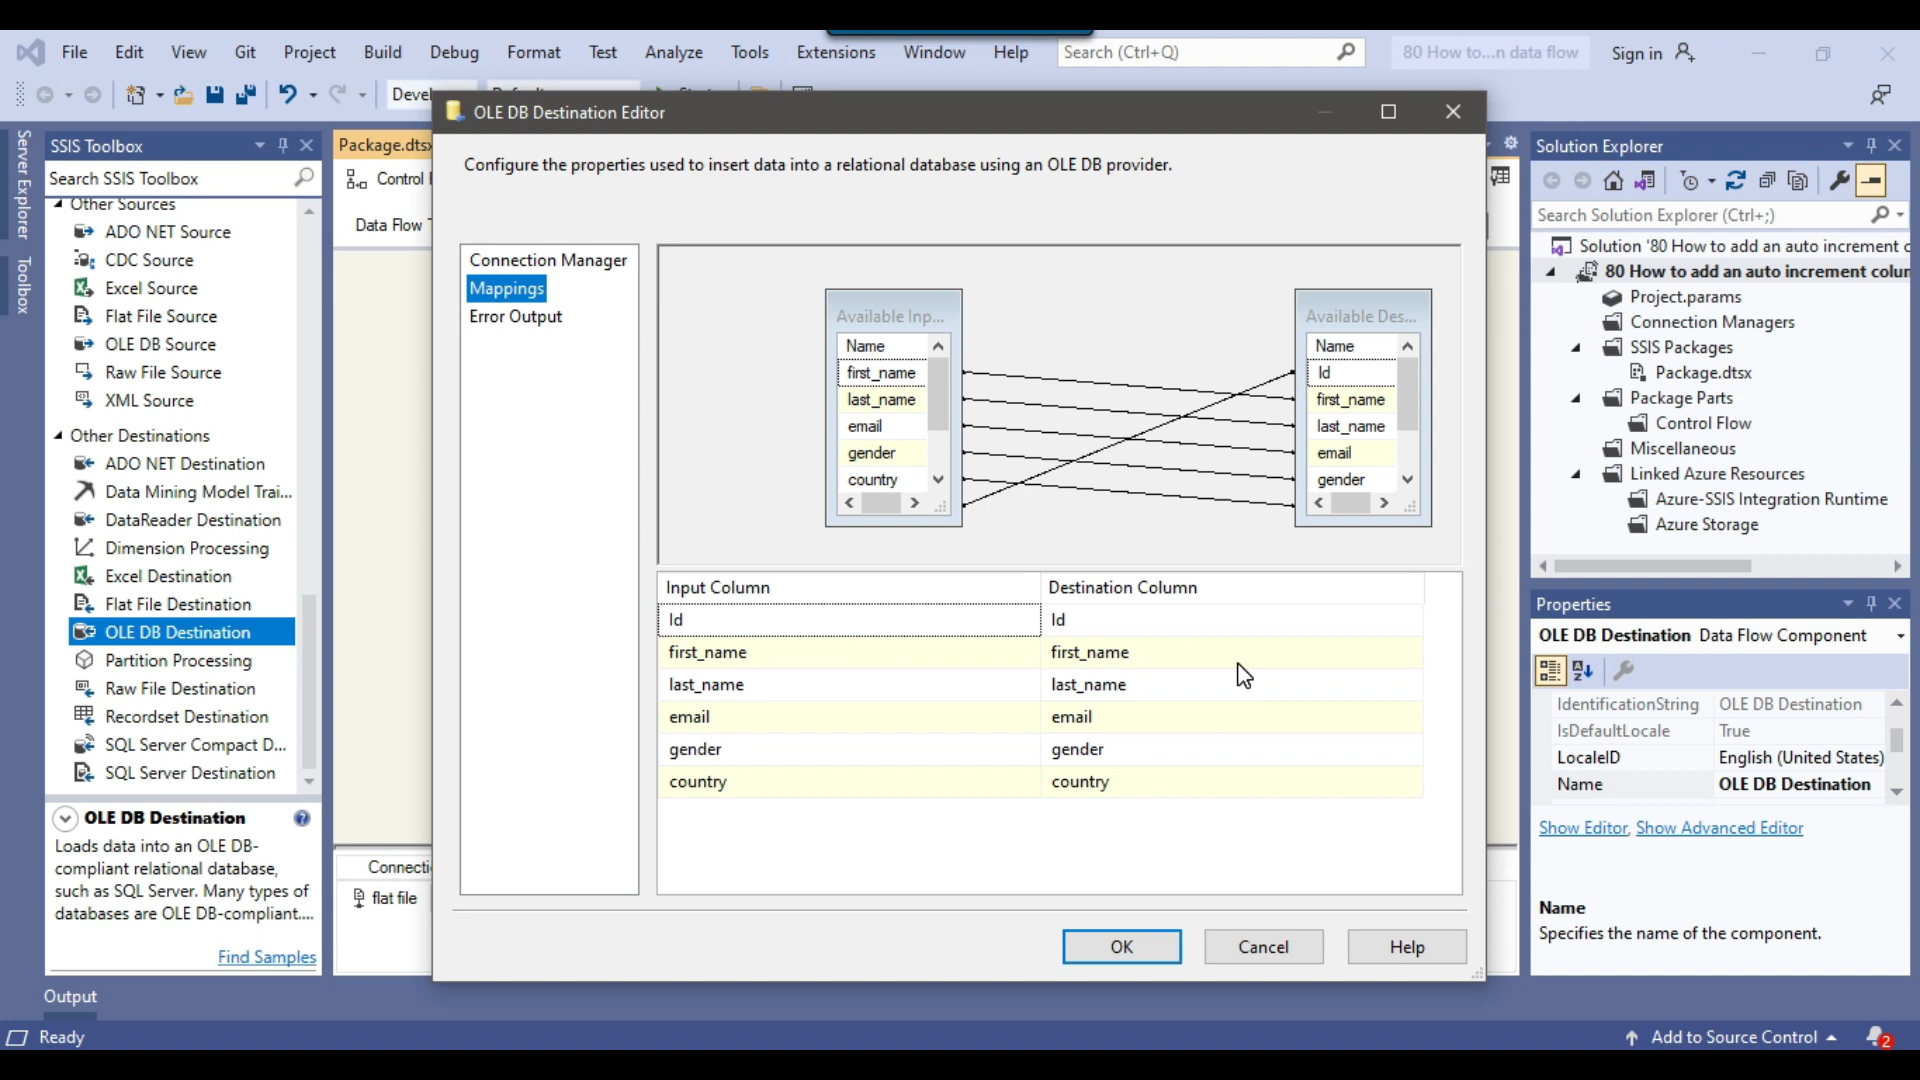 File Edit View Git Project Build Debug Format Test Analyze Tools Extensions Window Help Search (Ctrl+Q) 80 How to...n data flow Sign in
OLE DB Destination Editor
Configure the properties used to insert data into a relational database using an OLE DB provider.
Server Explorer
Toolbox
SSIS Toolbox
Search SSIS Toolbox
Other Sources
ADO NET Source
CDC Source
Excel Source
Flat File Source
OLE DB Source
Raw File Source
XML Source
Other Destinations
ADO NET Destination
Data Mining Model Trai...
DataReader Destination
Dimension Processing
Excel Destination
Flat File Destination
OLE DB Destination
Partition Processing
Raw File Destination
Recordset Destination
SQL Server Compact D...
SQL Server Destination
OLE DB Destination
Loads data into an OLE DB-
compliant relational database,
such as SQL Server. Many types of
databases are OLE DB-compliant....
Find Samples
Package.dtsx
Control
Data Flow
flat file
Connection Manager
Mappings
Error Output
Available Inp...
Name
first_name
last_name
email
gender
country
Available Des...
Name
Id
first_name
last_name
email
gender
Input Column Destination Column
Id Id
first_name first_name
last_name last_name
email email
gender gender
country country
OK Cancel Help
Solution Explorer
Search Solution Explorer (Ctrl+;)
Solution '80 How to add an auto increment c
80 How to add an auto increment colu
Project.params
Connection Managers
SSIS Packages
Package.dtsx
Package Parts
Control Flow
Miscellaneous
Linked Azure Resources
Azure-SSIS Integration Runtime
Azure Storage
Properties
OLE DB Destination Data Flow Component
IdentificationString OLE DB Destination
IsDefaultLocale True
LocaleID English (United States)
Name OLE DB Destination
Show Editor, Show Advanced Editor
Name
Specifies the name of the component.
Output
Ready
Add to Source Control
2